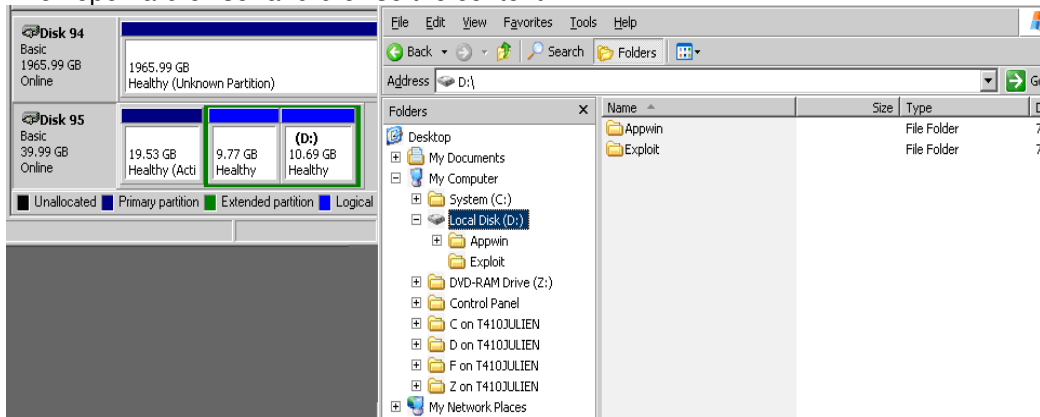 Disk 94
Basic
1965.99 GB
Online
1965.99 GB
Healthy (Unknown Partition)
Disk 95
Basic
39.99 GB
Online
19.53 GB
Healthy (Acti
9.77 GB
Healthy
(D:)
10.69 GB
Healthy
Unallocated Primary partition Extended partition Logical
File Edit View Favorites Tools Help
Back Search Folders
Address D:\
Folders x
Desktop
My Documents
My Computer
System (C:)
Local Disk (D:)
Appwin
Exploit
DVD-RAM Drive (Z:)
Control Panel
C on T410JULIEN
D on T410JULIEN
F on T410JULIEN
Z on T410JULIEN
My Network Places
Name Size Type
Appwin File Folder
Exploit File Folder